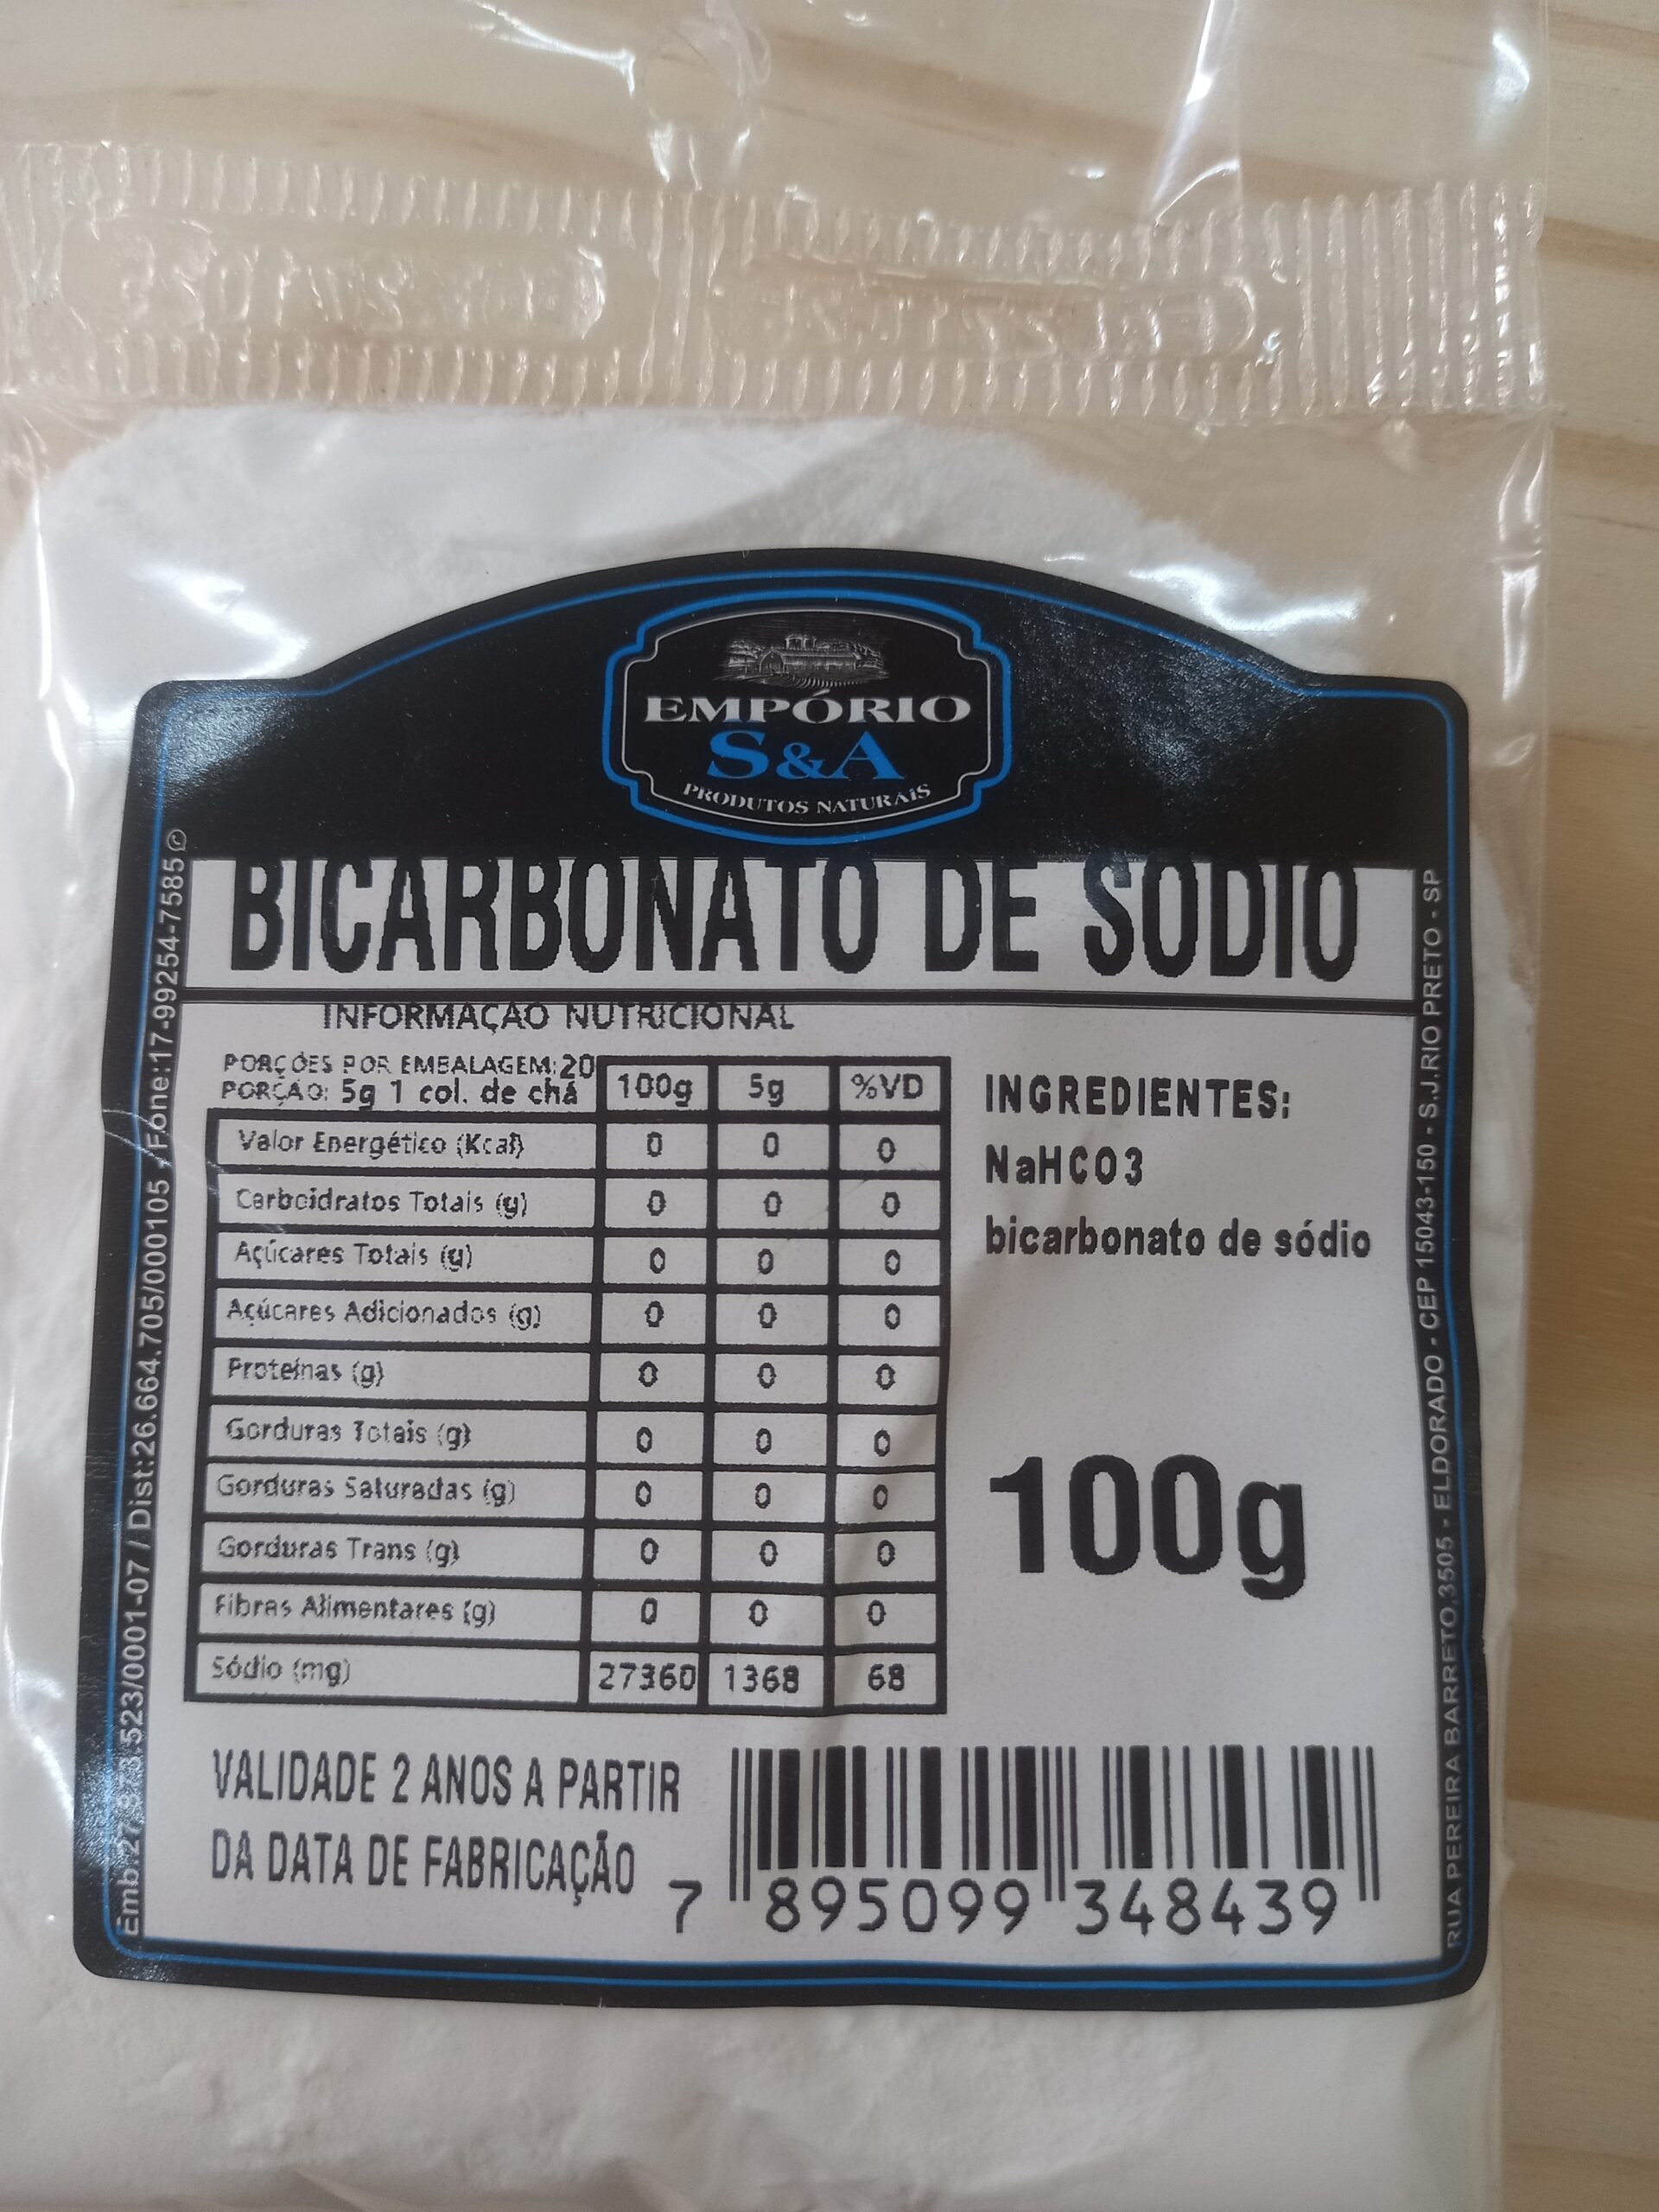 EMPÓRIO
S&A
PRODUTOS NATURAIS
BICARBONATO DE SODIO
INFORMAÇAO NUTRICIONAL
PORÇOES POR EMBALAGEM: 20
PORÇAO: 5g 1 col. de chá 100g 5g %VD
Valor Energético (Kcal) 0 0 0
Carboidratos Totais (g) 0 0 0
Açúcares Totais (g) 0 0 0
Açúcares Adicionados (g) 0 0 0
Proteínas (g) 0 0 0
Gorduras Totais (g) 0 0 0
Gorduras Saturadas (g) 0 0 0
Gorduras Trans (g) 0 0 0
Fibras Alimentares (g) 0 0 0
Sódio (mg) 27360 1368 68
INGREDIENTES:
NaHCO3
bicarbonato de sódio
100g
VALIDADE 2 ANOS A PARTIR
DA DATA DE FABRICAÇÃO
7 895099 348439
/ Dist:26.664.705/000105 / Fone:17-99254-7585
RUA PEREIRA BARRETO,3505 - ELDORADO - CEP 15043-150 - S.J.RIO PRETO - SP